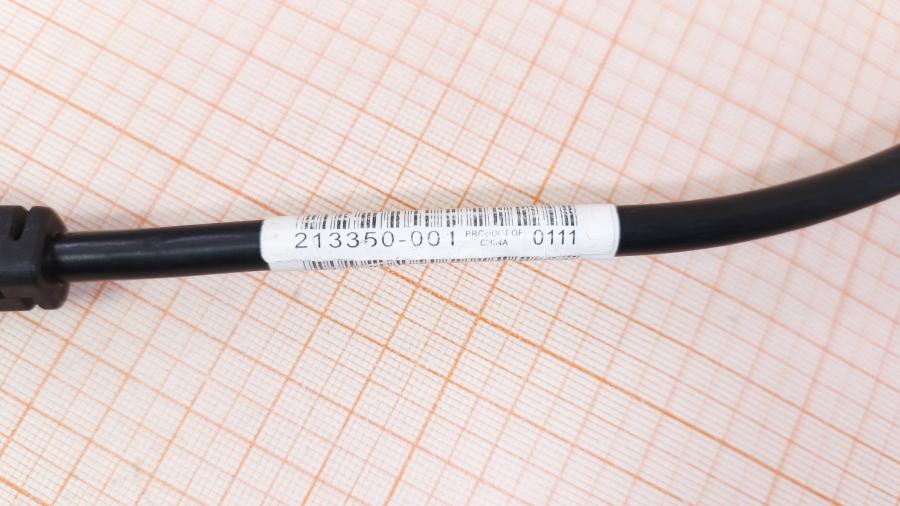 213350-001 PRODUCT OF
CHINA 0111